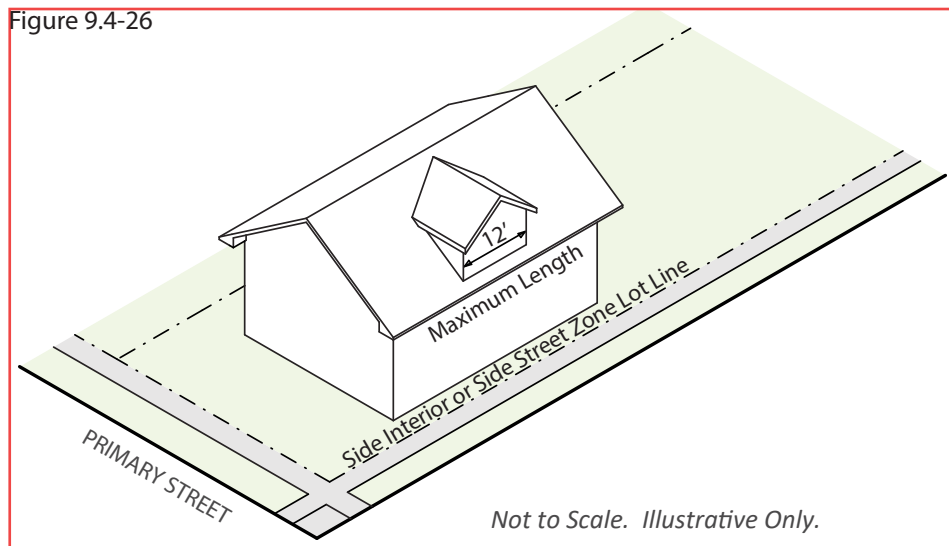 Figure 9.4-26
12'
Maximum Length
Side Interior or Side Street Zone Lot Line
PRIMARY STREET
Not to Scale. Illustrative Only.